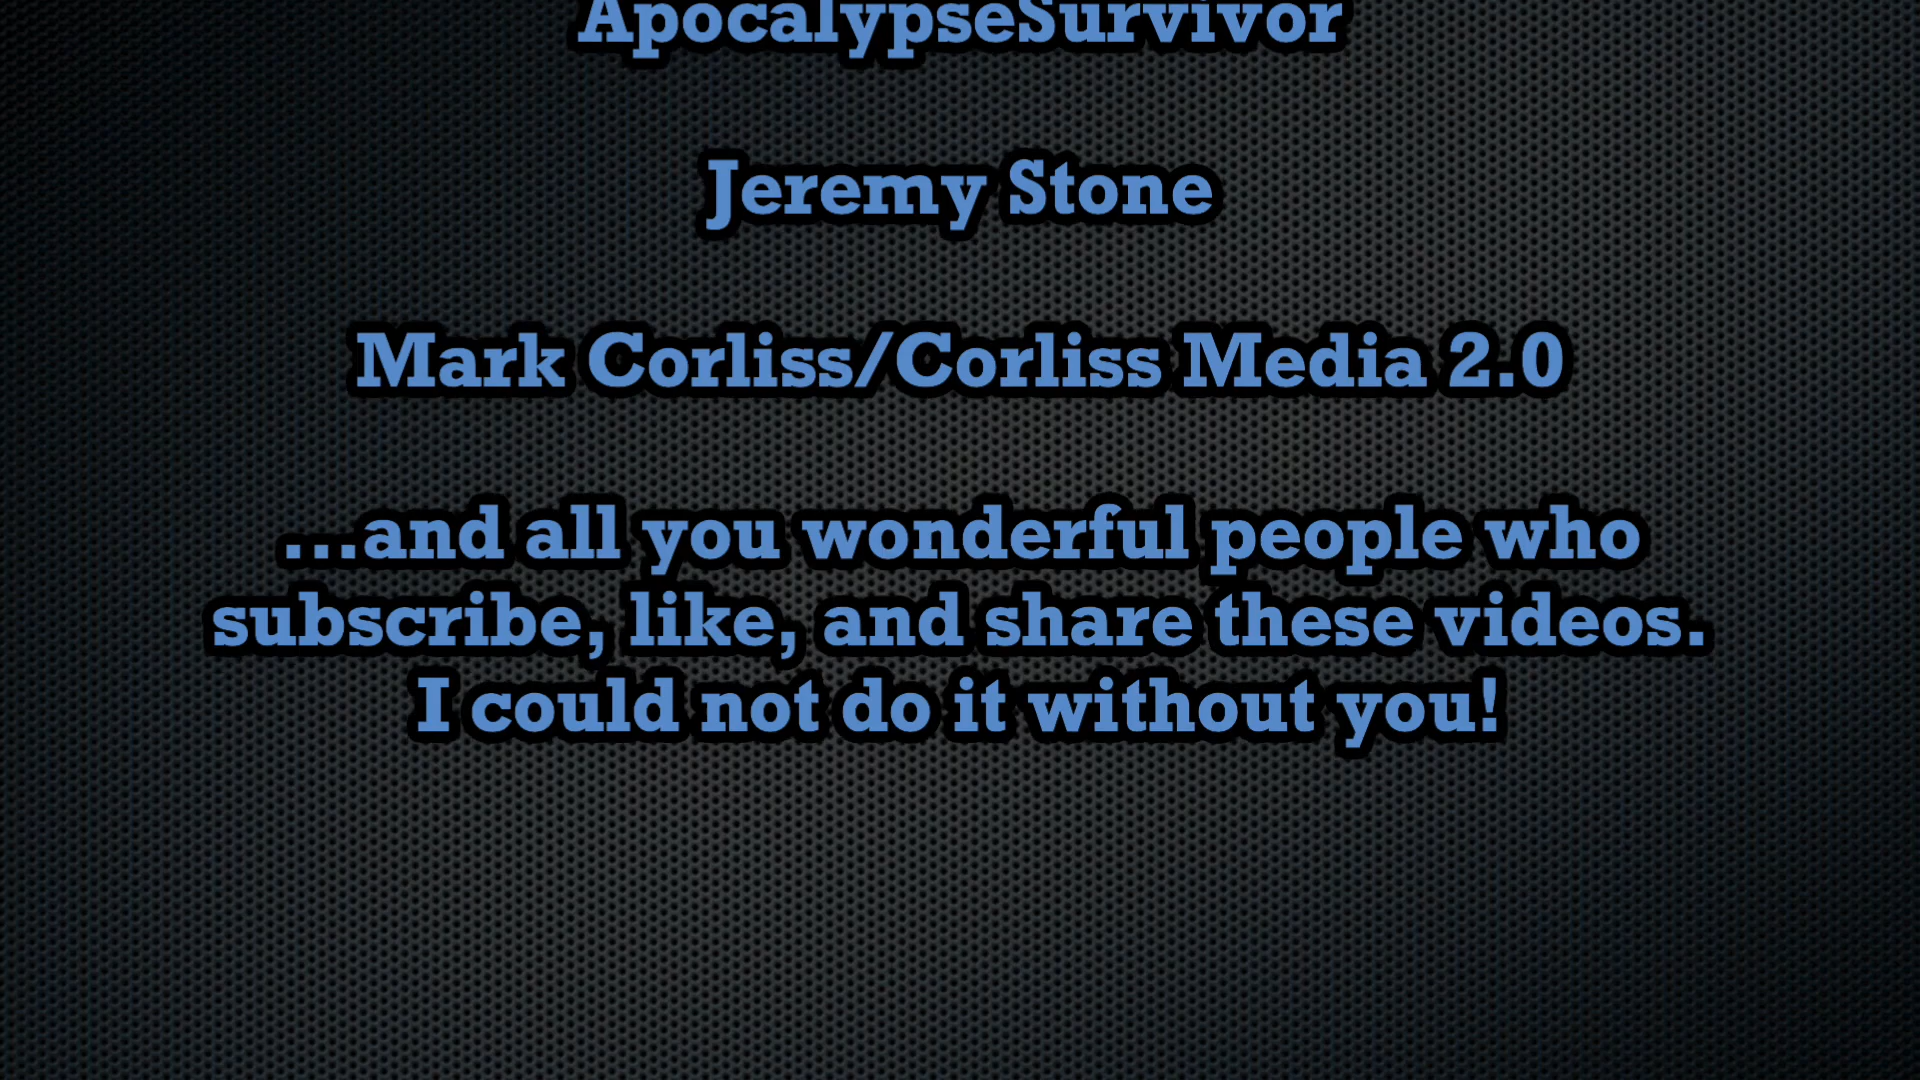 ApocalypseSurvivor
Jeremy Stone
Mark Corliss/Corliss Media 2.0
...and all you wonderful people who
subscribe, like, and share these videos.
I could not do it without you!